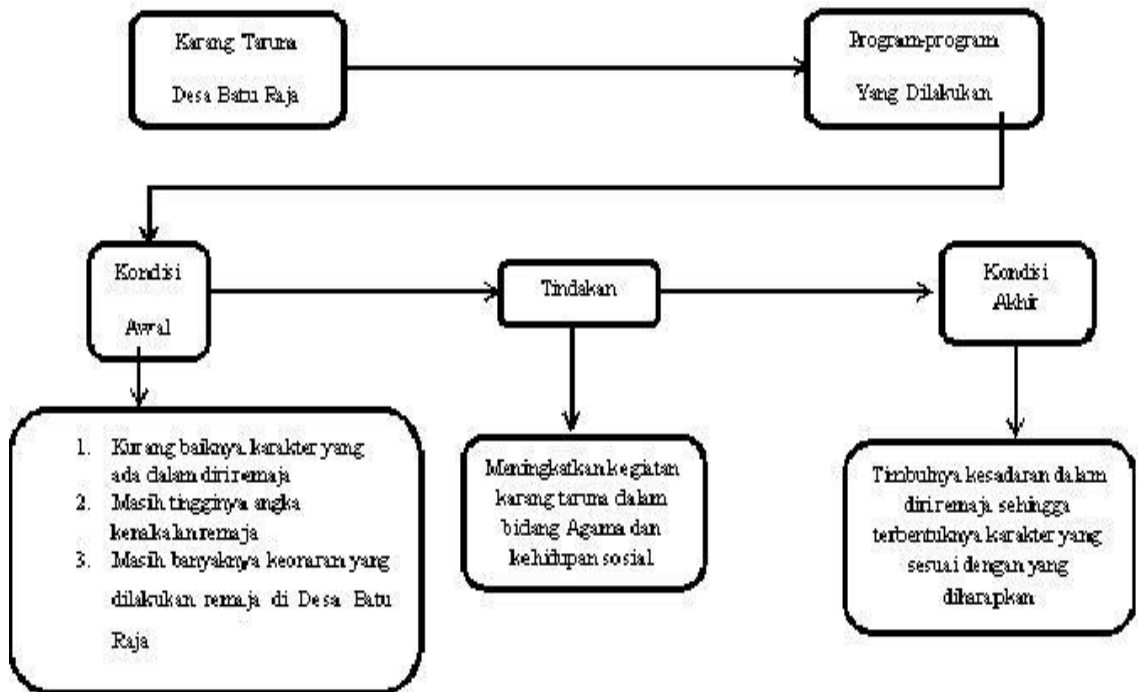 Karang Taruna
Desa Batu Raja
Program-program
Yang Dilakukan
Kondisi
Awal
Tindakan
Kondisi
Akhir
1. Kurang baiknya karakter yang
ada dalam diri remaja
2. Masih tingginya angka
kenakalan remaja
3. Masih banyaknya keonaran yang
dilakukan remaja di Desa Batu
Raja
Meningkatkan kegiatan
karang taruna dalam
bidang Agama dan
kehidupan sosial
Timbulnya kesadaran dalam
diri remaja sehingga
terbentuknya karakter yang
sesuai dengan yang
diharapkan